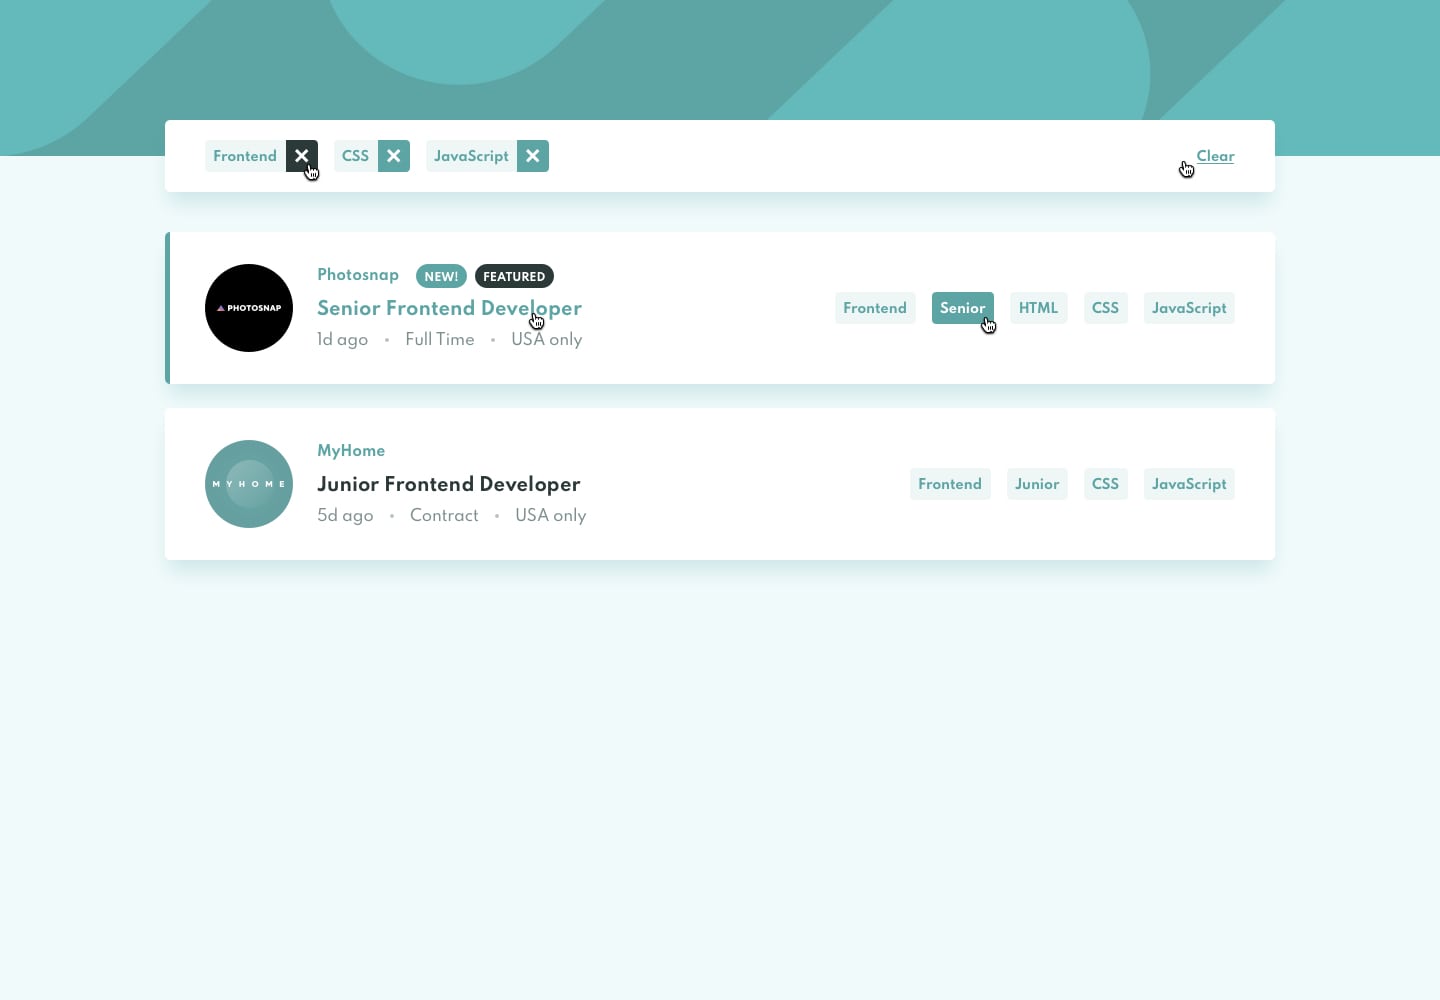 Frontend CSS JavaScript Clear
Photosnap NEW! FEATURED
PHOTOSNAP
Senior Frontend Developer
1d ago • Full Time • USA only
Frontend Senior HTML CSS JavaScript
MyHome
MYHOME
Junior Frontend Developer
5d ago • Contract • USA only
Frontend Junior CSS JavaScript